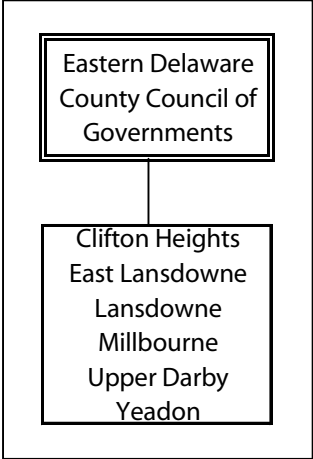 Eastern Delaware
County Council of
Governments
Clifton Heights
East Lansdowne
Lansdowne
Millbourne
Upper Darby
Yeadon